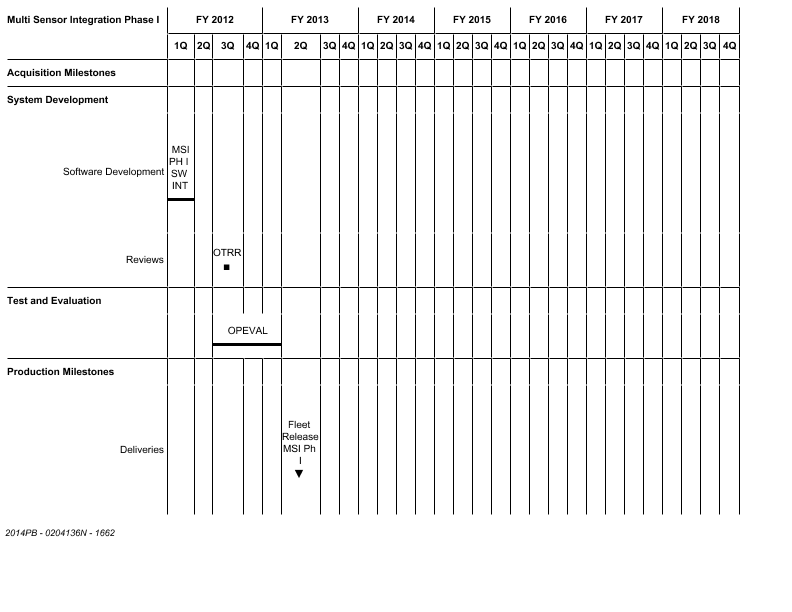 Multi Sensor Integration Phase I FY 2012 FY 2013 FY 2014 FY 2015 FY 2016 FY 2017 FY 2018
1Q 2Q 3Q 4Q 1Q 2Q 3Q 4Q 1Q 2Q 3Q 4Q 1Q 2Q 3Q 4Q 1Q 2Q 3Q 4Q 1Q 2Q 3Q 4Q 1Q 2Q 3Q 4Q
Acquisition Milestones
System Development
Software Development
MSI
PH I
SW
INT
Reviews
OTRR
Test and Evaluation
OPEVAL
Production Milestones
Deliveries
Fleet
Release
MSI Ph
I
2014PB - 0204136N - 1662